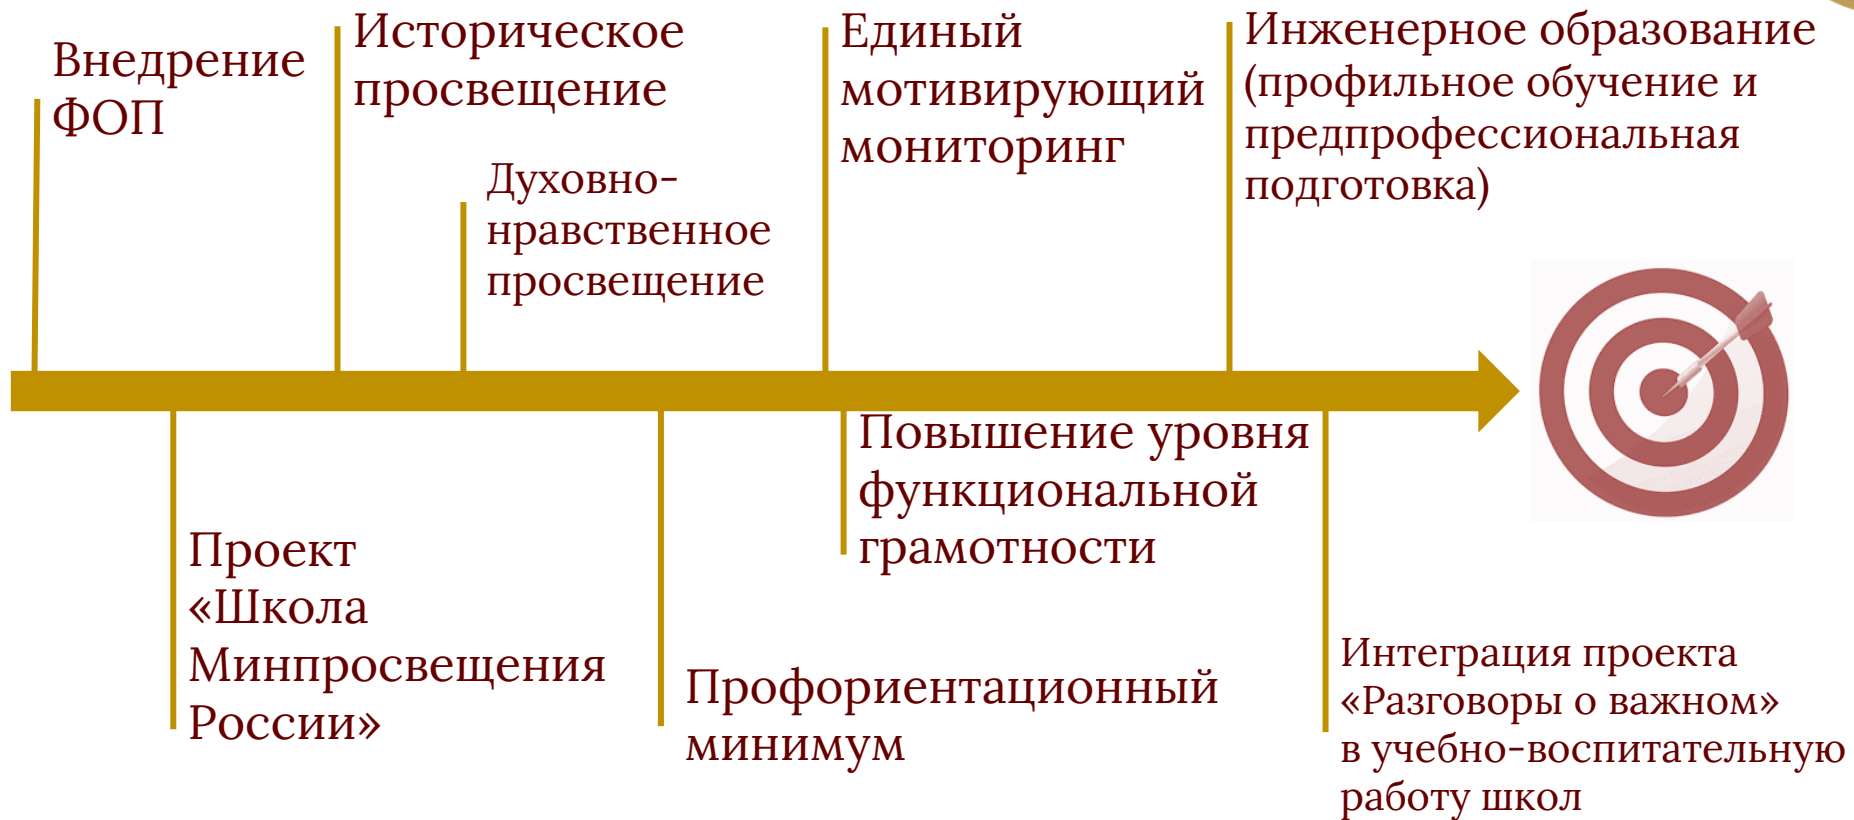 Внедрение
ФОП
Историческое
просвещение
Духовно-
нравственное
просвещение
Единый
мотивирующий
мониторинг
Инженерное образование
(профильное обучение и
предпрофессиональная
подготовка)
Проект
«Школа
Минпросвещения
России»
Профориентационный
минимум
Повышение уровня
функциональной
грамотности
Интеграция проекта
«Разговоры о важном»
в учебно-воспитательную
работу школ